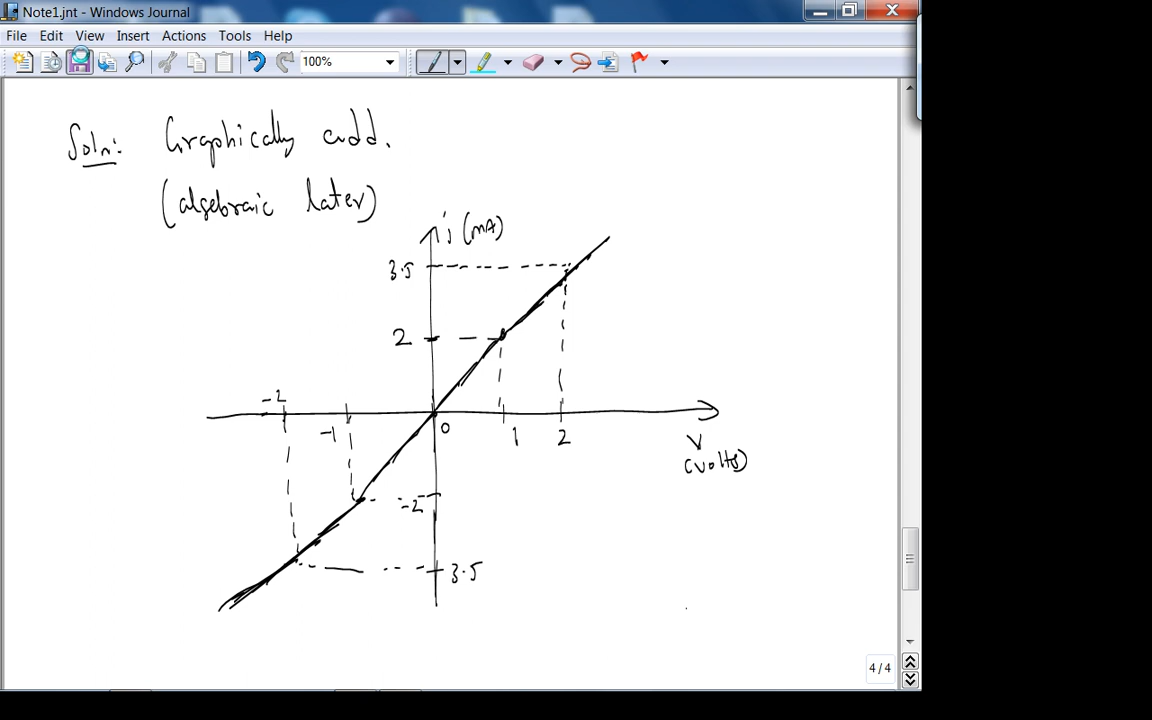 Note1.jnt - Windows Journal
File Edit View Insert Actions Tools Help
100%
Soln: Graphically add.
(algebraic later)
i (mA)
3.5
2
-2
-1
0
1
2
V
(volts)
-2
3.5
4/4